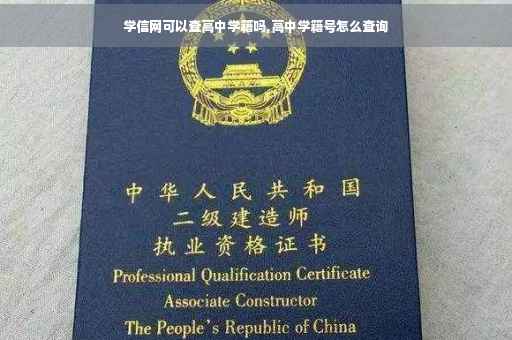 学信网可以查高中学籍吗,高中学籍号怎么查询
中华人民共和国
二级建造师
执业资格证书
Professional Qualification Certificate
Associate Constructor
The People's Republic of China